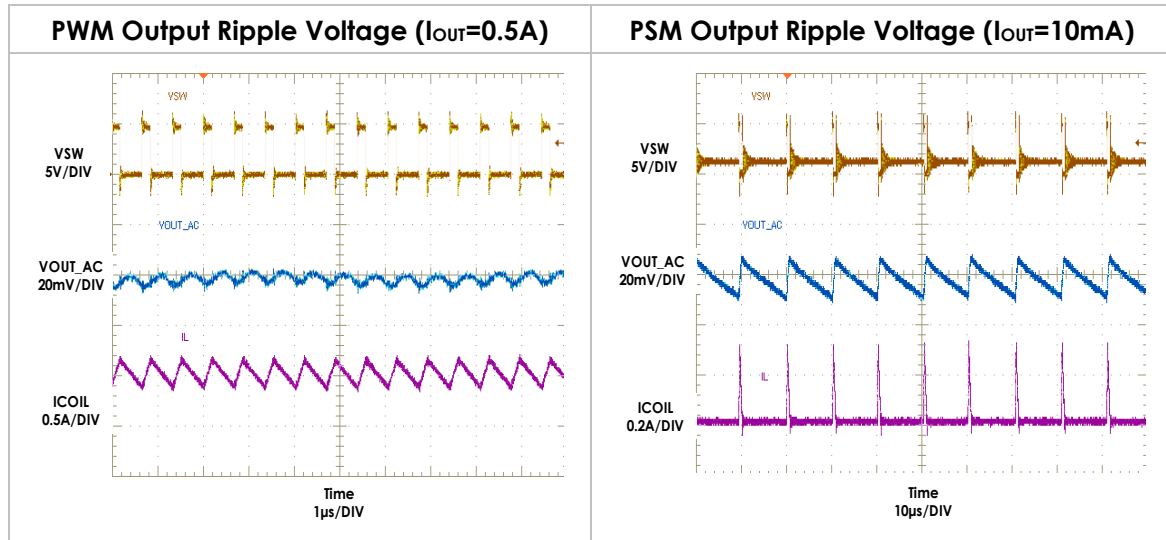 PWM Output Ripple Voltage (IOUT=0.5A)
VSW
VSW
5V/DIV
VOUT_AC
VOUT_AC
20mV/DIV
IL
ICOIL
0.5A/DIV
Time
1µs/DIV
PSM Output Ripple Voltage (IOUT=10mA)
VSW
VSW
5V/DIV
VOUT_AC
VOUT_AC
20mV/DIV
IL
ICOIL
0.2A/DIV
Time
10µs/DIV